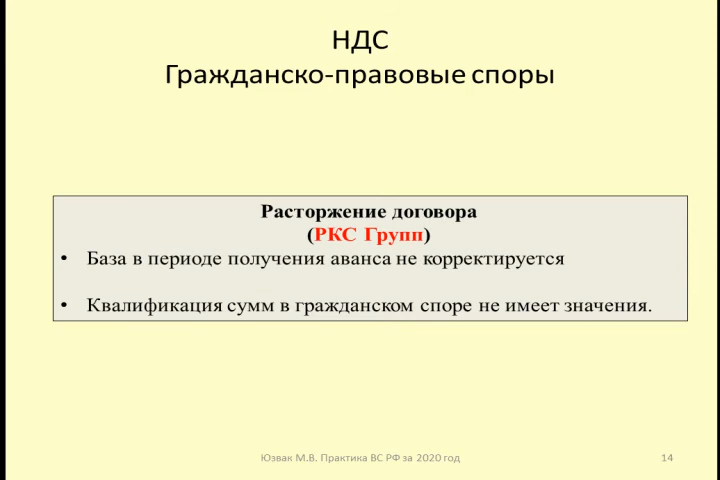 НДС
Гражданско-правовые споры
Расторжение договора
(РКС Групп)
• База в периоде получения аванса не корректируется
• Квалификация сумм в гражданском споре не имеет значения.
Юзвак М.В. Практика ВС РФ за 2020 год
14